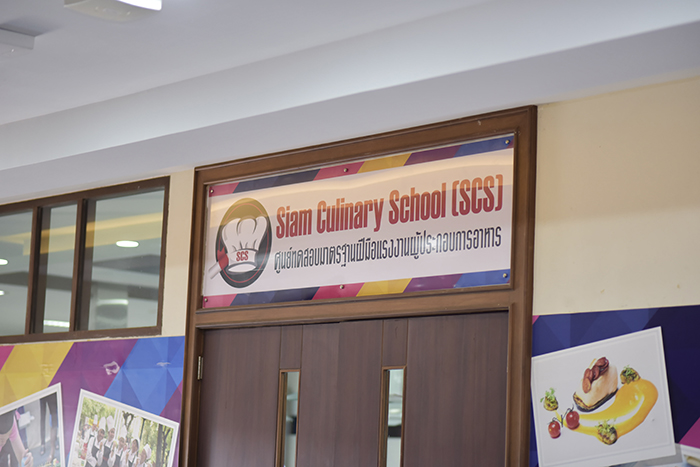 Siam Culinary School (SCS)
SCS
ศูนย์ทดสอบมาตรฐานฝีมือแรงงานผู้ประกอบการอาหาร